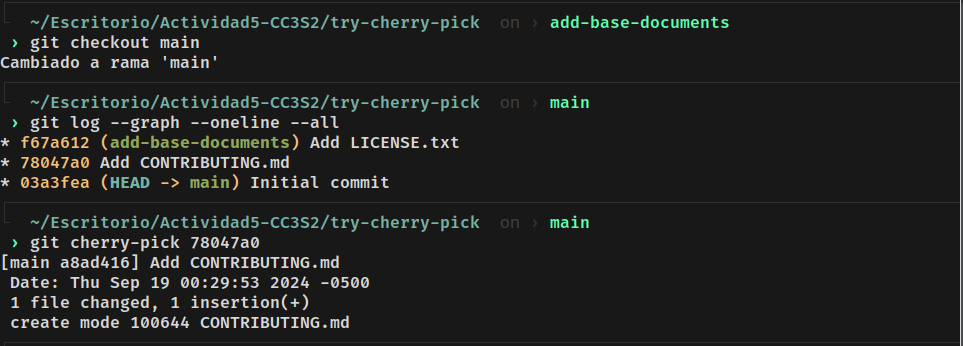 ~/Escritorio/Actividad5-CC3S2/try-cherry-pick on › add-base-documents
› git checkout main
Cambiado a rama 'main'
~/Escritorio/Actividad5-CC3S2/try-cherry-pick on › main
› git log --graph --oneline --all
* f67a612 (add-base-documents) Add LICENSE.txt
* 78047a0 Add CONTRIBUTING.md
* 03a3fea (HEAD -> main) Initial commit
~/Escritorio/Actividad5-CC3S2/try-cherry-pick on › main
› git cherry-pick 78047a0
[main a8ad416] Add CONTRIBUTING.md
Date: Thu Sep 19 00:29:53 2024 -0500
1 file changed, 1 insertion(+)
create mode 100644 CONTRIBUTING.md